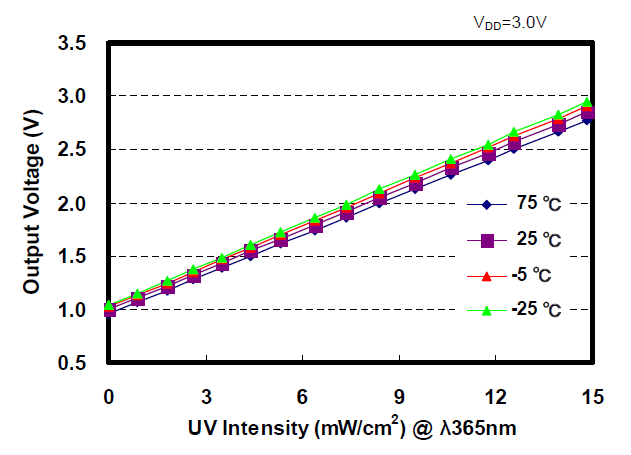 VDD=3.0V
3.5
3.0
2.5
2.0
1.5
1.0
0.5
Output Voltage (V)
75 ℃
25 ℃
-5 ℃
-25 ℃
0 3 6 9 12 15
UV Intensity (mW/cm²) @ λ365nm